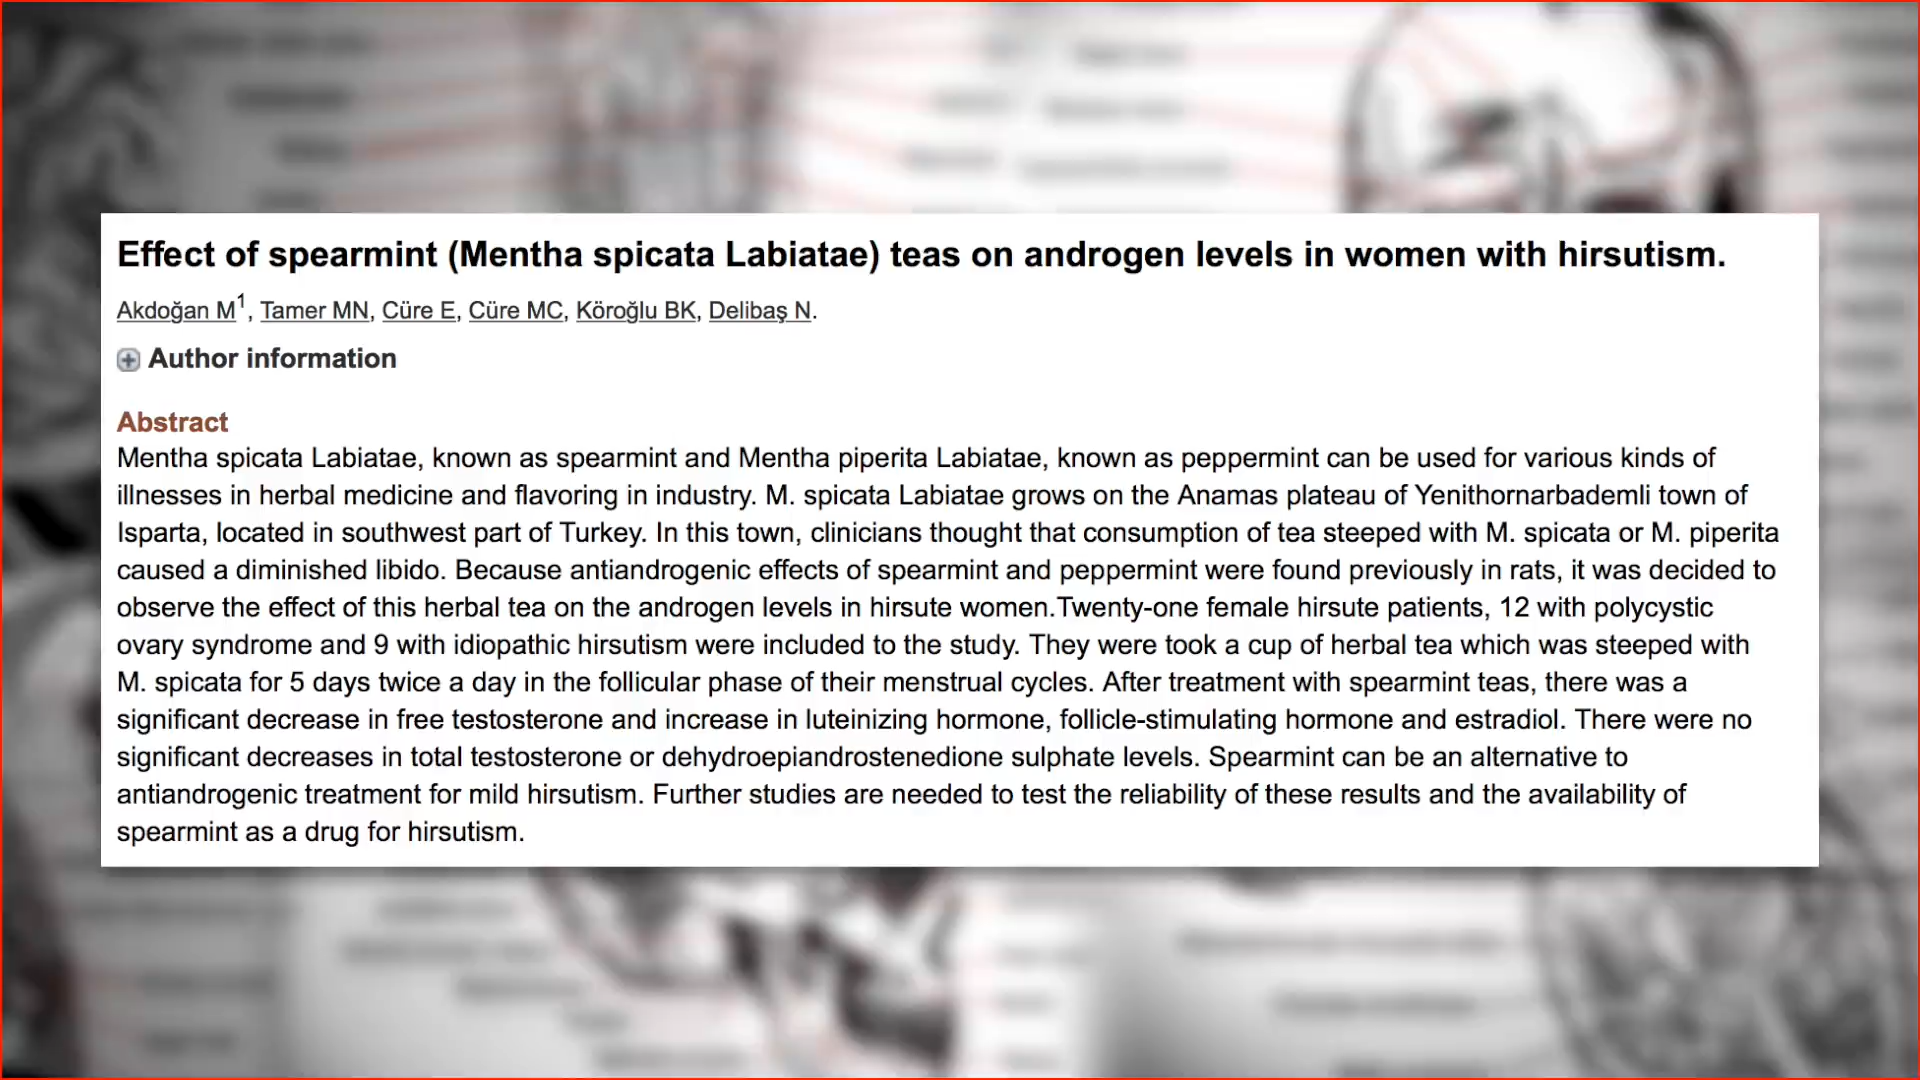 Effect of spearmint (Mentha spicata Labiatae) teas on androgen levels in women with hirsutism.
Akdoğan M1, Tamer MN, Cüre E, Cüre MC, Köroğlu BK, Delibaş N.
Author information
Abstract
Mentha spicata Labiatae, known as spearmint and Mentha piperita Labiatae, known as peppermint can be used for various kinds of
illnesses in herbal medicine and flavoring in industry. M. spicata Labiatae grows on the Anamas plateau of Yenithornarbademli town of
Isparta, located in southwest part of Turkey. In this town, clinicians thought that consumption of tea steeped with M. spicata or M. piperita
caused a diminished libido. Because antiandrogenic effects of spearmint and peppermint were found previously in rats, it was decided to
observe the effect of this herbal tea on the androgen levels in hirsute women.Twenty-one female hirsute patients, 12 with polycystic
ovary syndrome and 9 with idiopathic hirsutism were included to the study. They were took a cup of herbal tea which was steeped with
M. spicata for 5 days twice a day in the follicular phase of their menstrual cycles. After treatment with spearmint teas, there was a
significant decrease in free testosterone and increase in luteinizing hormone, follicle-stimulating hormone and estradiol. There were no
significant decreases in total testosterone or dehydroepiandrostenedione sulphate levels. Spearmint can be an alternative to
antiandrogenic treatment for mild hirsutism. Further studies are needed to test the reliability of these results and the availability of
spearmint as a drug for hirsutism.